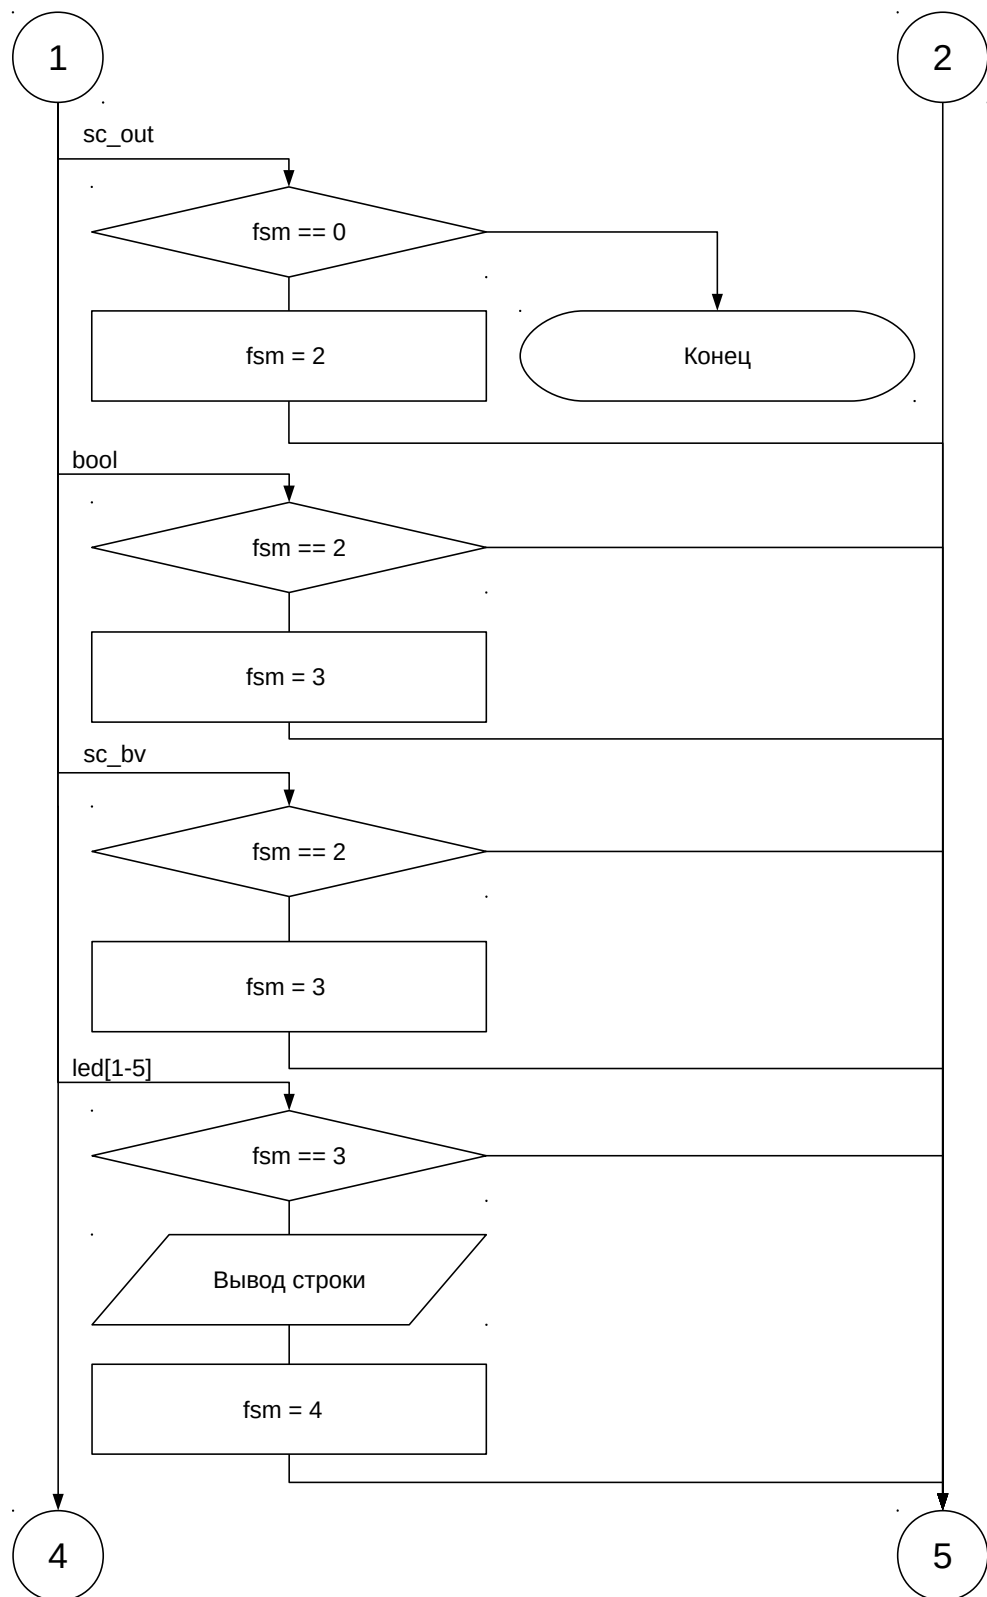 1
2
sc_out
fsm == 0
fsm = 2
Конец
bool
fsm == 2
fsm = 3
sc_bv
fsm == 2
fsm = 3
led[1-5]
fsm == 3
Вывод строки
fsm = 4
4
5